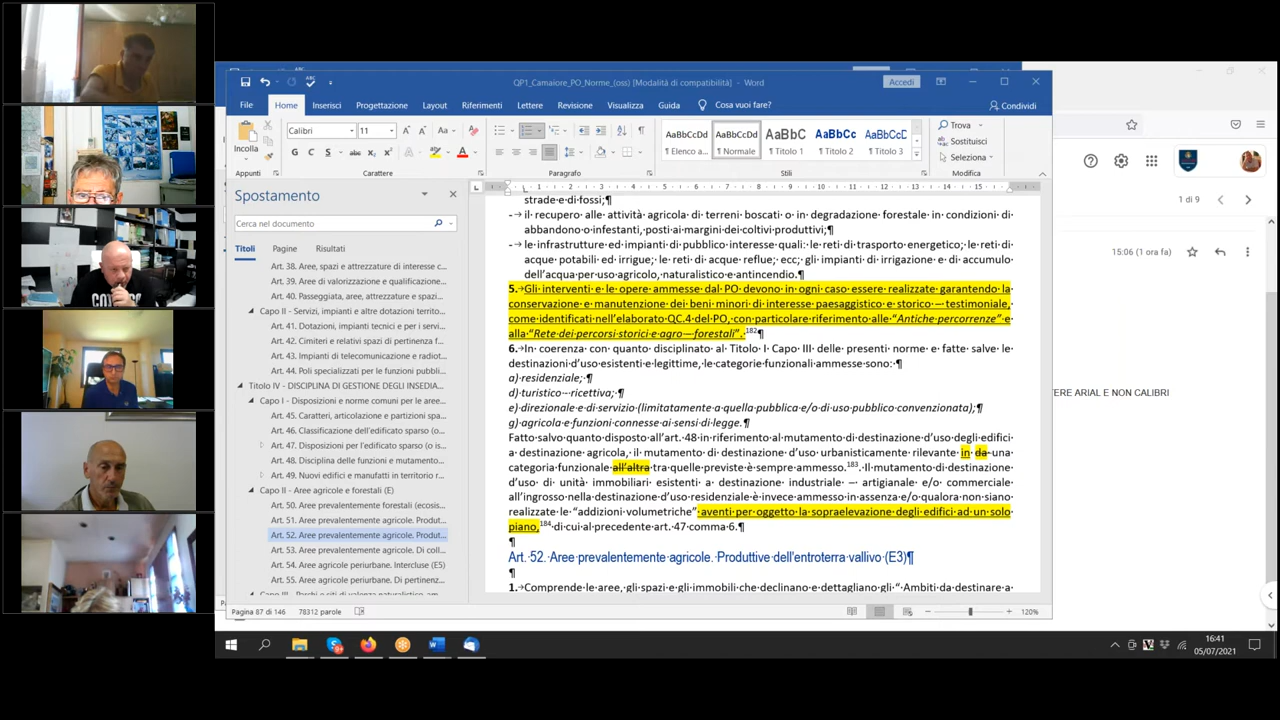 QP1_Camaiore_PO_Norme_(oss) [Modalità di compatibilità] - Word
Accedi
File Home Inserisci Progettazione Layout Riferimenti Lettere Revisione Visualizza Guida Cosa vuoi fare? Condividi
Incolla
Calibri 11
G C S abc x₂ x²
AaBbCcDd AaBbCcDd AaBbC AaBbCc AaBbCcD
¶ Elenco a... ¶ Normale ¶ Titolo 1 ¶ Titolo 2 ¶ Titolo 3
Trova
Sostituisci
Seleziona
Appunti Carattere Paragrafo Stili Modifica
Spostamento
Cerca nel documento
Titoli Pagine Risultati
Art. 38. Aree, spazi e attrezzature di interesse c...
Art. 39. Aree di valorizzazione e qualificazione...
Art. 40. Passeggiata, aree, attrezzature e spazi...
Capo II - Servizi, impianti e altre dotazioni territo...
Art. 41. Dotazioni, impianti tecnici e per i servi...
Art. 42. Cimiteri e relativi spazi di pertinenza f...
Art. 43. Impianti di telecomunicazione e radiot...
Art. 44. Poli specializzati per funzioni pubbli...
Titolo IV - DISCIPLINA DI GESTIONE DEGLI INSEDIA...
Capo I - Disposizioni e norme comuni per le aree...
Art. 45. Caratteri, articolazione e partizioni spa...
Art. 46. Classificazione dell'edificato sparso (o...
Art. 47. Disposizioni per l'edificato sparso (o is...
Art. 48. Disciplina delle funzioni e mutamento...
Art. 49. Nuovi edifici e manufatti in territorio r...
Capo II - Aree agricole e forestali (E)
Art. 50. Aree prevalentemente forestali (ecosis...
Art. 51. Aree prevalentemente agricole. Produt...
Art. 52. Aree prevalentemente agricole. Produt...
Art. 53. Aree prevalentemente agricole. Di coll...
Art. 54. Aree agricole periurbane. Intercluse (E5)
Art. 55. Aree agricole periurbane. Di pertinenz...
strade e di fossi;¶
- il recupero alle attività agricola di terreni boscati o in degradazione forestale in condizioni di
abbandono o infestanti, posti ai margini dei coltivi produttivi;¶
- le infrastrutture ed impianti di pubblico interesse quali: le reti di trasporto energetico; le reti di
acque potabili ed irrigue; le reti di acque reflue; ecc; gli impianti di irrigazione e di accumulo
dell'acqua per uso agricolo, naturalistico e antincendio.¶
5. Gli interventi e le opere ammesse dal PO devono in ogni caso essere realizzate garantendo la
conservazione e manutenzione dei beni minori di interesse paesaggistico e storico – testimoniale,
come identificati nell'elaborato QC.4 del PO, con particolare riferimento alle "Antiche percorrenze" e
alla "Rete dei percorsi storici e agro – forestali". 182¶
6. In coerenza con quanto disciplinato al Titolo I Capo III delle presenti norme e fatte salve le
destinazioni d'uso esistenti e legittime, le categorie funzionali ammesse sono: ¶
a) residenziale; ¶
d) turistico – ricettiva; ¶
e) direzionale e di servizio (limitatamente a quella pubblica e/o di uso pubblico convenzionata);¶
g) agricola e funzioni connesse ai sensi di legge.¶
Fatto salvo quanto disposto all'art. 48 in riferimento al mutamento di destinazione d'uso degli edifici
a destinazione agricola, il mutamento di destinazione d'uso urbanisticamente rilevante in da una
categoria funzionale all'altra tra quelle previste è sempre ammesso.183. Il mutamento di destinazione
d'uso di unità immobiliari esistenti a destinazione industriale – artigianale e/o commerciale
all'ingrosso nella destinazione d'uso residenziale è invece ammesso in assenza e/o qualora non siano
realizzate le "addizioni volumetriche" aventi per oggetto la sopraelevazione degli edifici ad un solo
piano,184 di cui al precedente art. 47 comma 6.¶
¶
Art. 52. Aree prevalentemente agricole. Produttive dell'entroterra vallivo (E3)¶
¶
1. Comprende le aree, gli spazi e gli immobili che declinano e dettagliano gli " Ambiti da destinare a
Pagina 87 di 146 78312 parole 120%
1 di 9
15:06 (1 ora fa)
TERE ARIAL E NON CALIBRI
16:41
05/07/2021